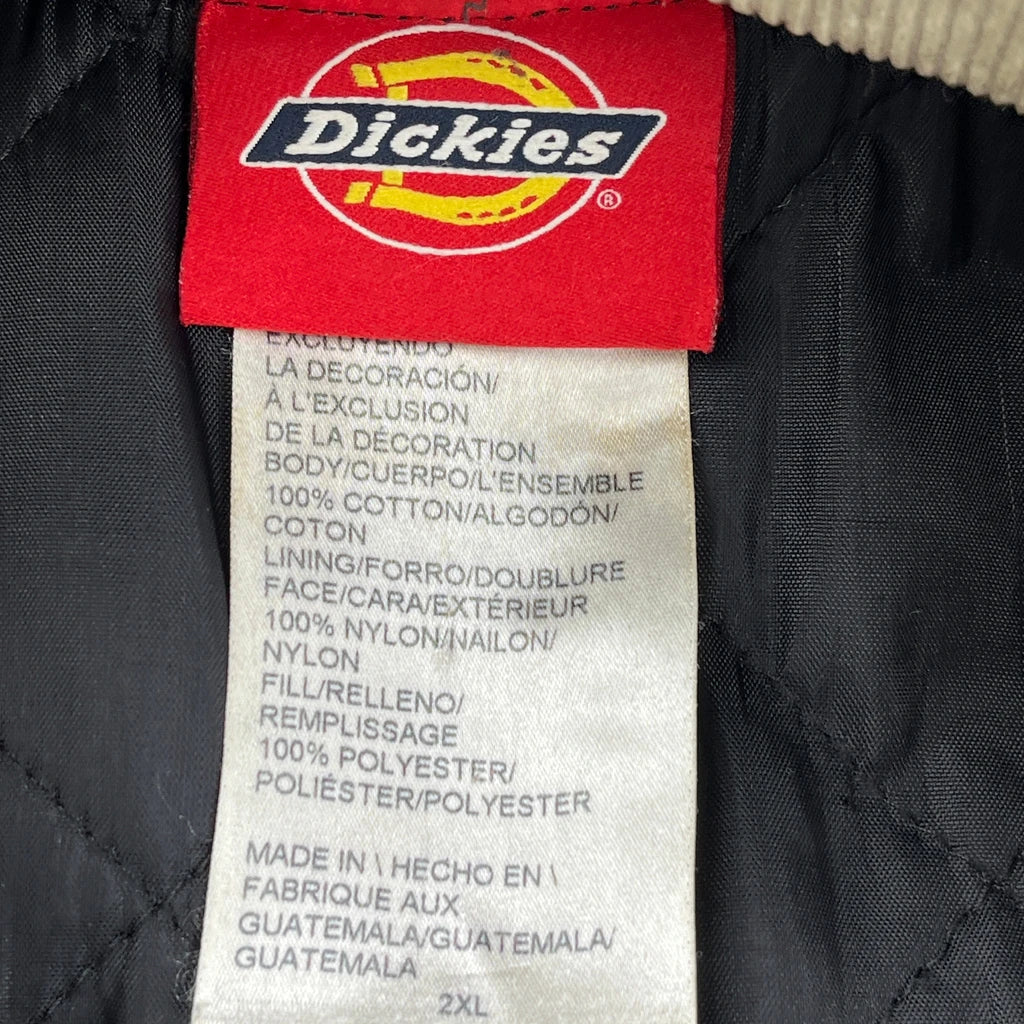 Dickies
®
EXCLUYENDO
LA DECORACIÓN/
À L'EXCLUSION
DE LA DÉCORATION
BODY/CUERPO/L'ENSEMBLE
100% COTTON/ALGODÓN/
COTON
LINING/FORRO/DOUBLURE
FACE/CARA/EXTÉRIEUR
100% NYLON/NAILON/
NYLON
FILL/RELLENO/
REMPLISSAGE
100% POLYESTER/
POLIÉSTER/POLYESTER
MADE IN \ HECHO EN \
FABRIQUE AUX
GUATEMALA/GUATEMALA/
GUATEMALA
2XL